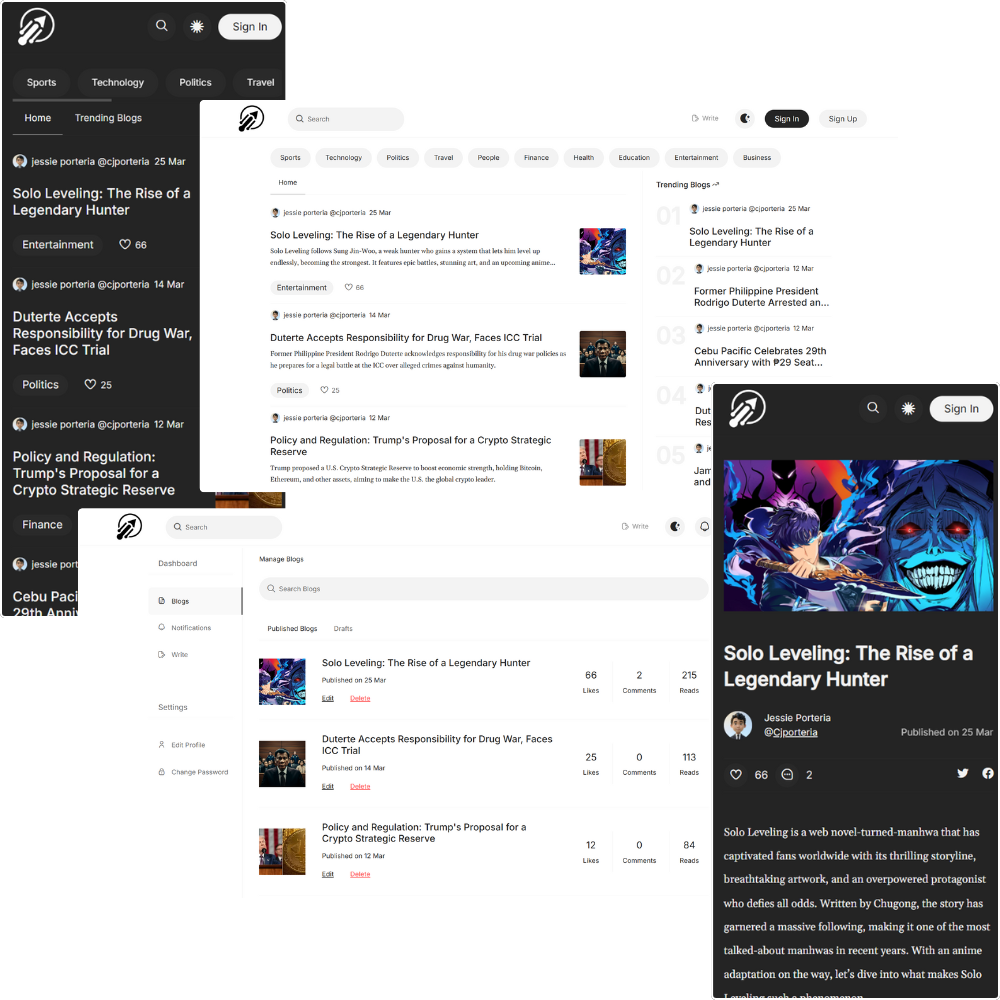 Sign In
Sports
Technology
Politics
Travel
Home
Trending Blogs
jessie porteria @cjporteria 25 Mar
Solo Leveling: The Rise of a
Legendary Hunter
Entertainment
66
jessie porteria @cjporteria 14 Mar
Duterte Accepts
Responsibility for Drug War,
Faces ICC Trial
Politics
25
jessie porteria @cjporteria 12 Mar
Policy and Regulation:
Trump's Proposal for a
Crypto Strategic Reserve
Finance
jessie
Cebu
29th
Search
Write
Sign In
Sign Up
Sports
Technology
Politics
Travel
People
Finance
Health
Education
Entertainment
Business
Home
jessie porteria @cjporteria 25 Mar
Solo Leveling: The Rise of a Legendary Hunter
Solo Leveling follows Sung Jin-Woo, a weak hunter who gains a system that lets him level up
endlessly, becoming the strongest. It features epic battles, stunning art, and an upcoming anime...
Entertainment
66
jessie porteria @cjporteria 14 Mar
Duterte Accepts Responsibility for Drug War, Faces ICC Trial
Former Philippine President Rodrigo Duterte acknowledges responsibility for his drug war policies as
he prepares for a legal battle at the ICC over alleged crimes against humanity.
Politics
25
jessie porteria @cjporteria 12 Mar
Policy and Regulation: Trump's Proposal for a Crypto Strategic
Reserve
Trump proposed a U.S. Crypto Strategic Reserve to boost economic strength, holding Bitcoin,
Ethereum, and other assets, aiming to make the U.S. the global crypto leader.
Trending Blogs
01
jessie porteria @cjporteria 25 Mar
Solo Leveling: The Rise of a
Legendary Hunter
02
jessie porteria @cjporteria 12 Mar
Former Philippine President
Rodrigo Duterte Arrested an...
03
jessie porteria @cjporteria 12 Mar
Cebu Pacific Celebrates 29th
Anniversary with ₱29 Seat...
04
Dut
Res
05
Jam
and
Search
Write
Dashboard
Blogs
Notifications
Write
Settings
Edit Profile
Change Password
Manage Blogs
Search Blogs
Published Blogs
Drafts
Solo Leveling: The Rise of a Legendary Hunter
Published on 25 Mar
Edit
Delete
66
Likes
2
Comments
215
Reads
Duterte Accepts Responsibility for Drug War, Faces
ICC Trial
Published on 14 Mar
Edit
Delete
25
Likes
0
Comments
113
Reads
Policy and Regulation: Trump's Proposal for a
Crypto Strategic Reserve
Published on 12 Mar
Edit
Delete
12
Likes
0
Comments
84
Reads
Sign In
Solo Leveling: The Rise of a
Legendary Hunter
Jessie Porteria
@Cjporteria
Published on 25 Mar
66
2
Solo Leveling is a web novel-turned-manhwa that has
captivated fans worldwide with its thrilling storyline,
breathtaking artwork, and an overpowered protagonist
who defies all odds. Written by Chugong, the story has
garnered a massive following, making it one of the most
talked-about manhwas in recent years. With an anime
adaptation on the way, let's dive into what makes Solo
Leveling such a phenomenon